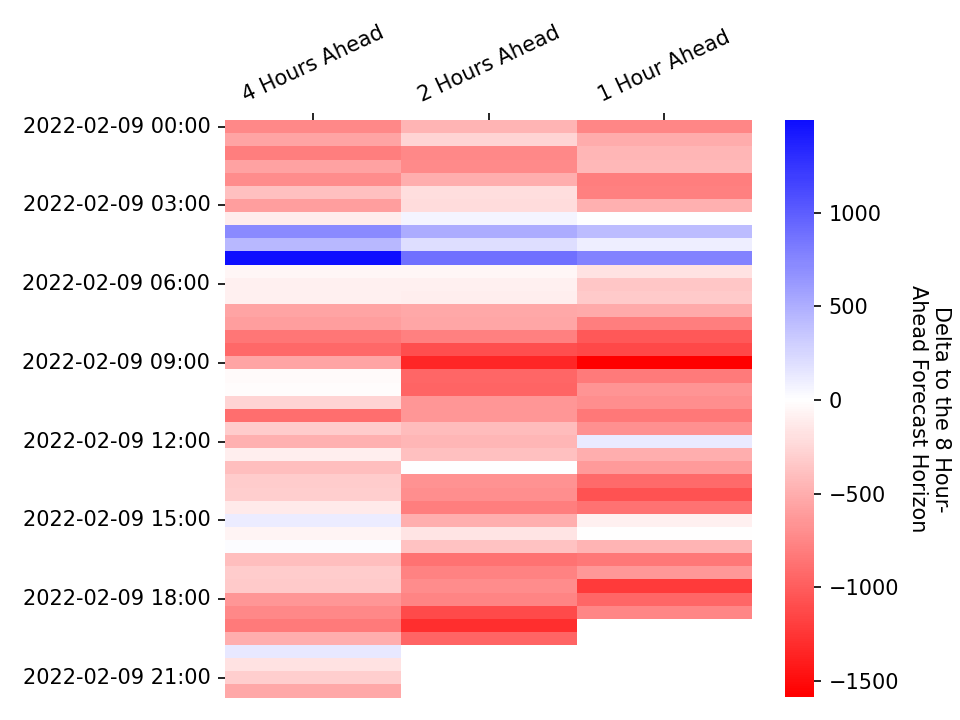 4 Hours Ahead
2 Hours Ahead
1 Hour Ahead
2022-02-09 00:00
2022-02-09 03:00
2022-02-09 06:00
2022-02-09 09:00
2022-02-09 12:00
2022-02-09 15:00
2022-02-09 18:00
2022-02-09 21:00
1000
500
0
−500
−1000
−1500
Delta to the 8 Hour-
Ahead Forecast Horizon